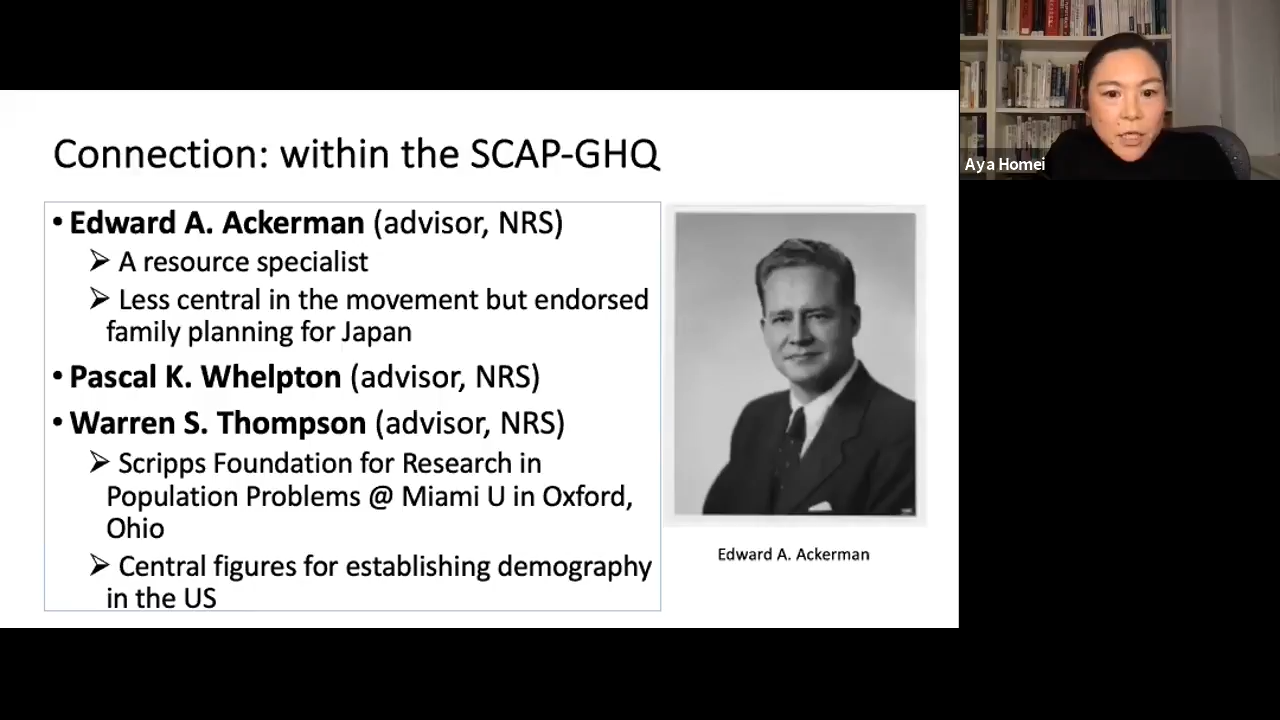 Connection: within the SCAP-GHQ
• Edward A. Ackerman (advisor, NRS)
➢ A resource specialist
➢ Less central in the movement but endorsed
family planning for Japan
• Pascal K. Whelpton (advisor, NRS)
• Warren S. Thompson (advisor, NRS)
➢ Scripps Foundation for Research in
Population Problems @ Miami U in Oxford,
Ohio
➢ Central figures for establishing demography
in the US
Edward A. Ackerman
Aya Homei